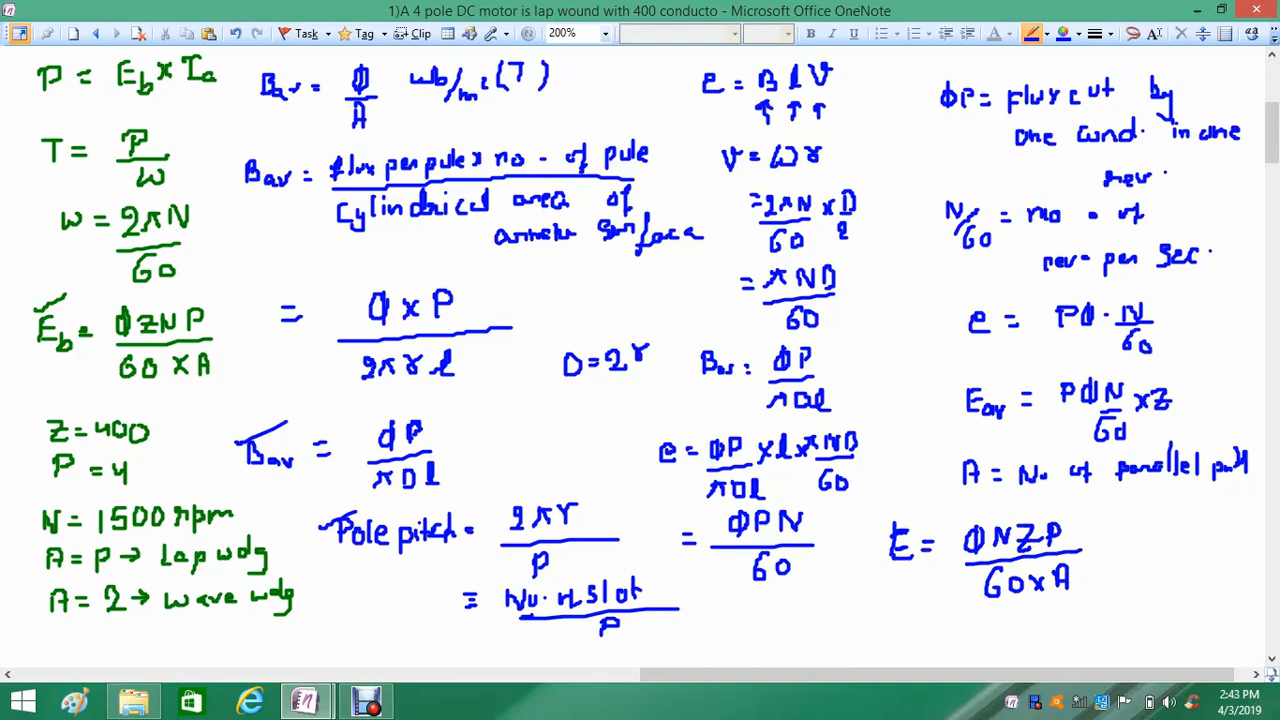 1)A 4 pole DC motor is lap wound with 400 conducto - Microsoft Office OneNote
Task
Tag
Clip
200%
B I U
P = Eb x Ia
T = P / ω
ω = 2πN / 60
Eb = ΦZNP / 60 x A
Z = 400
P = 4
N = 1500 rpm
A = P → Lap wdg
A = 2 → wave wdg
Bav = Φ / A wb/m² (T)
Bav = flux per pole x no. of pole / Cylindrical area of
surface
= Φ x P / 2πrl
D = 2r
Bav = ΦP / πDl
Pole pitch = 2πr / P
= No. of Slot / P
e = B l V
↑ ↑ ↑
V = ωr
= 2πN / 60 x D / 2
= πND / 60
Bav = ΦP / πDl
e = ΦP / πDl x l x πND / 60
= ΦPN / 60
ΦP = Flux cut by
one cond. in one
rev.
N/60 = no. of
rev. per sec.
e = PΦ · N / 60
Eav = PΦN / 60 x Z
A = No of parallel path
E = ΦNZP / 60 x A
2:43 PM
4/3/2019